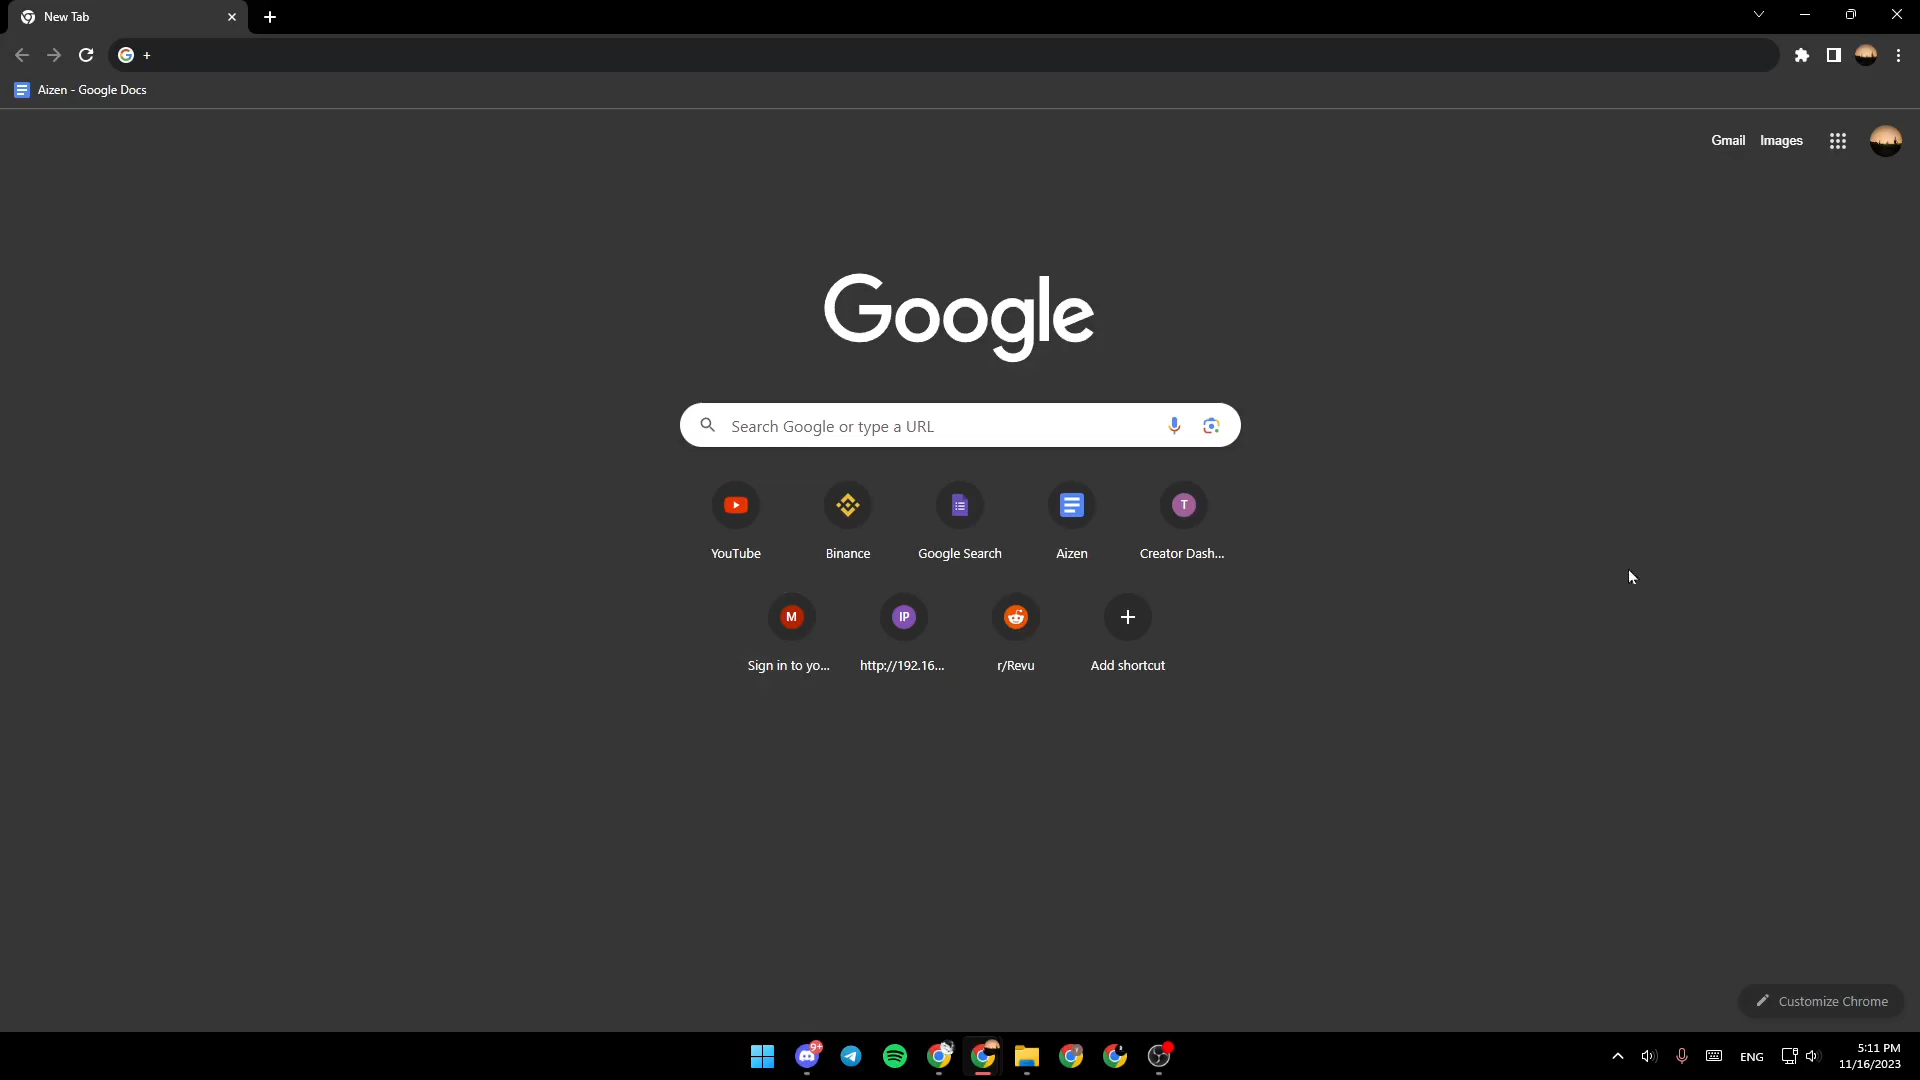 New Tab
+
Aizen - Google Docs
Gmail Images
Google
Search Google or type a URL
YouTube Binance Google Search Aizen Creator Dash...
T
M IP
Sign in to yo... http://192.16... r/Revu Add shortcut
Customize Chrome
9+
ENG
5:11 PM
11/16/2023